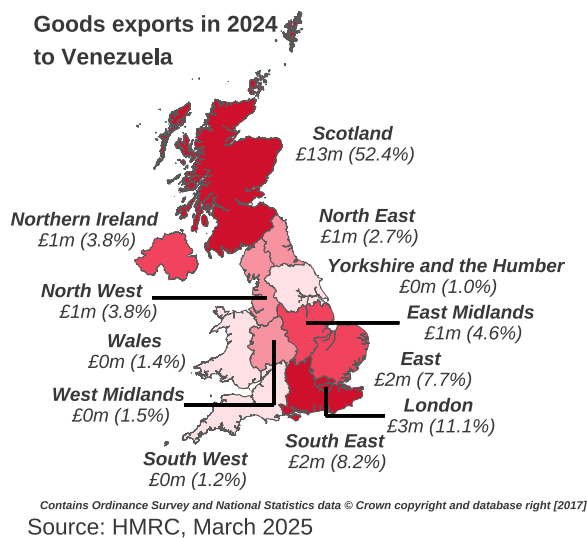 Goods exports in 2024
to Venezuela
Scotland
£13m (52.4%)
Northern Ireland
£1m (3.8%)
North East
£1m (2.7%)
Yorkshire and the Humber
£0m (1.0%)
North West
£1m (3.8%)
East Midlands
£1m (4.6%)
Wales
£0m (1.4%)
East
£2m (7.7%)
West Midlands
£0m (1.5%)
London
£3m (11.1%)
South East
£2m (8.2%)
South West
£0m (1.2%)
Contains Ordinance Survey and National Statistics data © Crown copyright and database right [2017]
Source: HMRC, March 2025